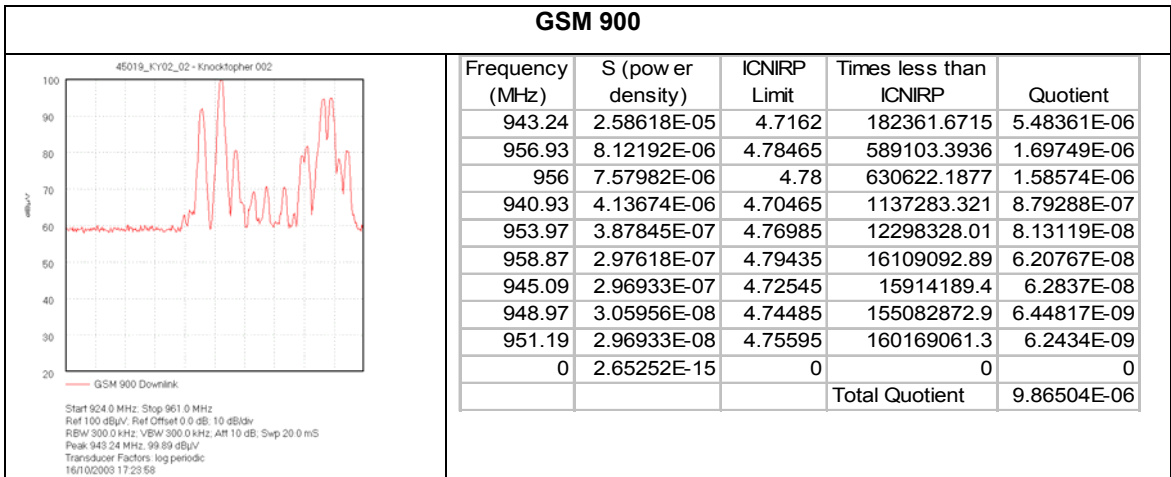 GSM 900
45019_KY02_02 - Knocktopher 002
100
90
80
70
60
50
40
30
20
dBµV
GSM 900 Downlink
Start 924.0 MHz; Stop 961.0 MHz
Ref 100 dBµV; Ref Offset 0.0 dB; 10 dB/div
RBW 300.0 kHz; VBW 300.0 kHz; Att 10 dB; Swp 20.0 mS
Peak 943.24 MHz, 99.89 dBµV
Transducer Factors: log periodic
16/10/2003 17:23:58
Frequency (MHz) S (pow er density) ICNIRP Limit Times less than ICNIRP Quotient
943.24 2.58618E-05 4.7162 182361.6715 5.48361E-06
956.93 8.12192E-06 4.78465 589103.3936 1.69749E-06
956 7.57982E-06 4.78 630622.1877 1.58574E-06
940.93 4.13674E-06 4.70465 1137283.321 8.79288E-07
953.97 3.87845E-07 4.76985 12298328.01 8.13119E-08
958.87 2.97618E-07 4.79435 16109092.89 6.20767E-08
945.09 2.96933E-07 4.72545 15914189.4 6.2837E-08
948.97 3.05956E-08 4.74485 155082872.9 6.44817E-09
951.19 2.96933E-08 4.75595 160169061.3 6.2434E-09
0 2.65252E-15 0 0 0
Total Quotient 9.86504E-06